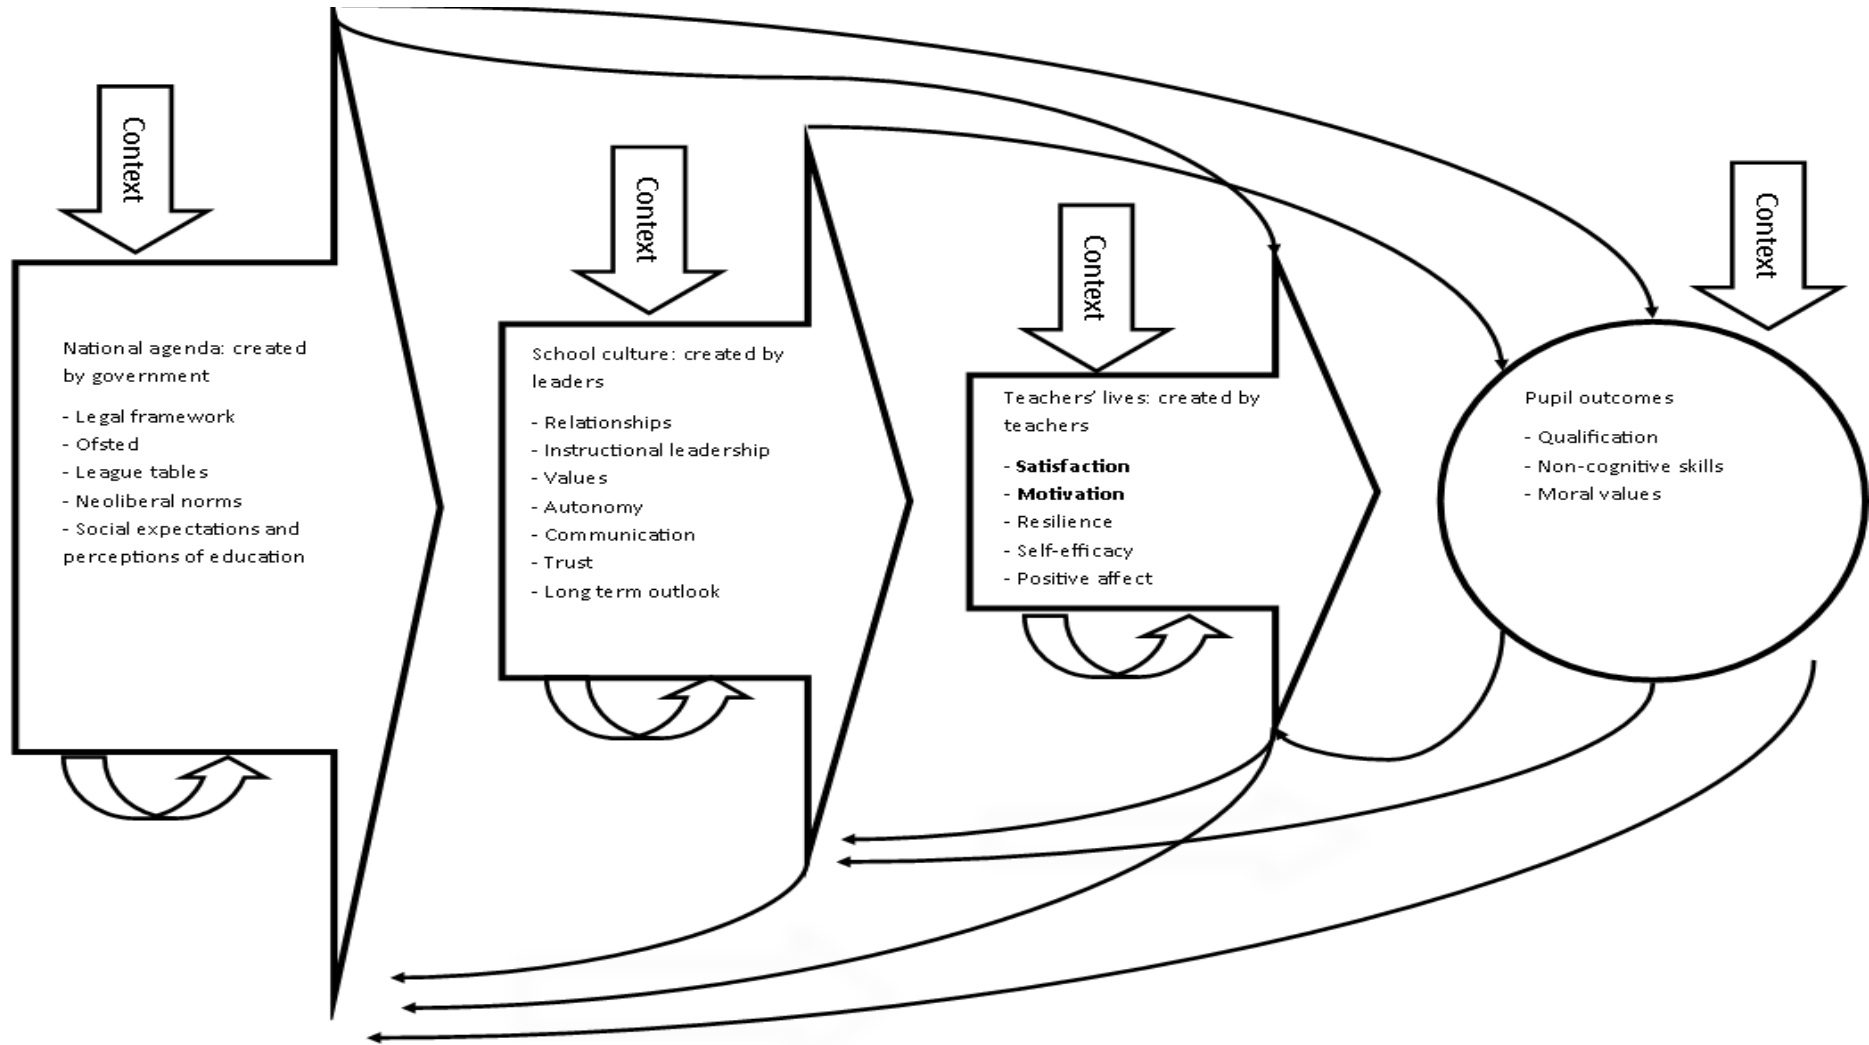 Context
National agenda: created
by government
- Legal framework
- Ofsted
- League tables
- Neoliberal norms
- Social expectations and
perceptions of education
Context
School culture: created by
leaders
- Relationships
- Instructional leadership
- Values
- Autonomy
- Communication
- Trust
- Long term outlook
Context
Teachers' lives: created by
teachers
- Satisfaction
- Motivation
- Resilience
- Self-efficacy
- Positive affect
Context
Pupil outcomes
- Qualification
- Non-cognitive skills
- Moral values